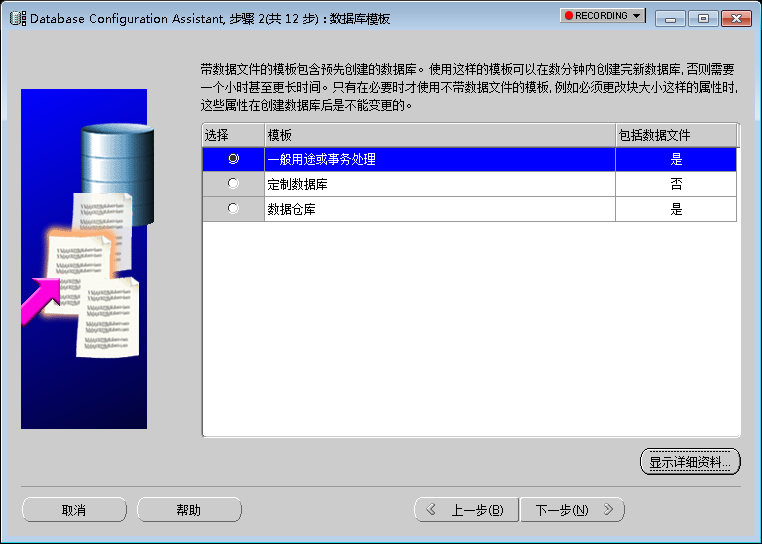 Database Configuration Assistant, 步骤 2(共 12 步) : 数据库模板
RECORDING
带数据文件的模板包含预先创建的数据库。使用这样的模板可以在数分钟内创建完新数据库, 否则需要
一个小时甚至更长时间。只有在必要时才使用不带数据文件的模板, 例如必须更改块大小这样的属性时,
这些属性在创建数据库后是不能变更的。
选择 模板 包括数据文件
一般用途或事务处理 是
定制数据库 否
数据仓库 是
显示详细资料...
取消 帮助 上一步(B) 下一步(N)